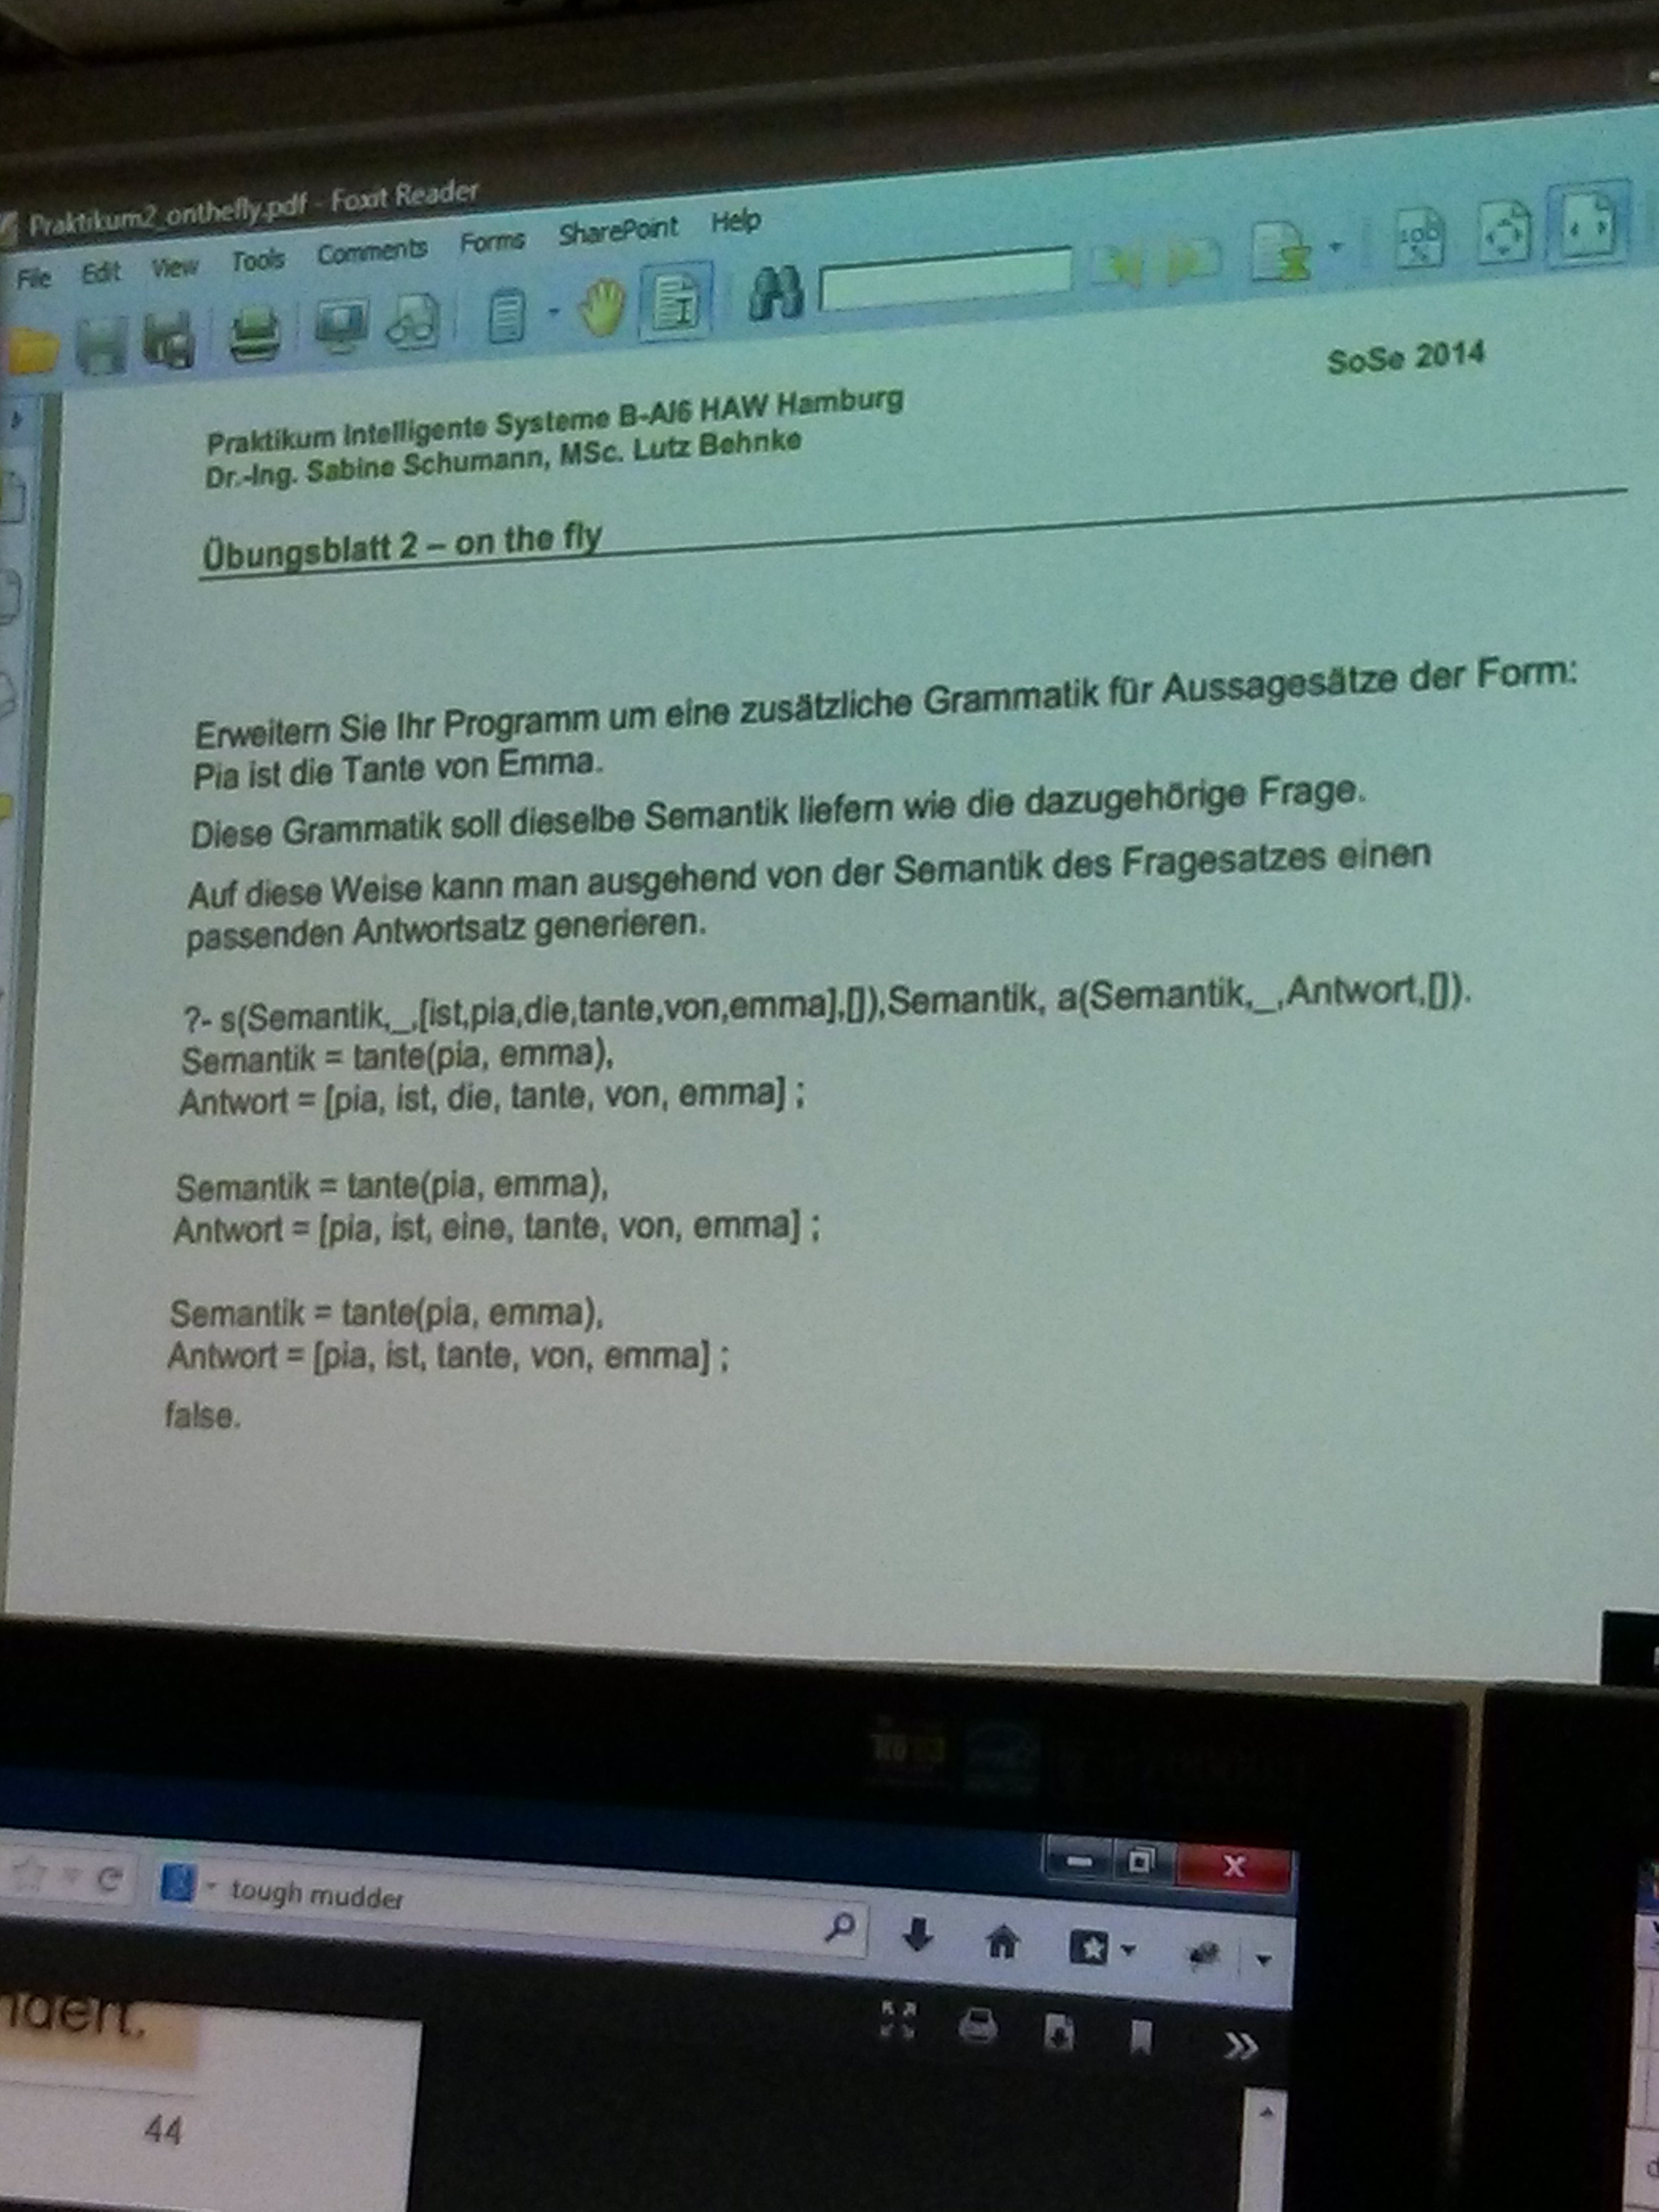 Praktikum2_onthefly.pdf - Foxit Reader
File Edit View Tools Comments Forms SharePoint Help
SoSe 2014
Praktikum Intelligente Systeme B-AI6 HAW Hamburg
Dr.-Ing. Sabine Schumann, MSc. Lutz Behnke
Übungsblatt 2 – on the fly
Erweitern Sie Ihr Programm um eine zusätzliche Grammatik für Aussagesätze der Form:
Pia ist die Tante von Emma.
Diese Grammatik soll dieselbe Semantik liefern wie die dazugehörige Frage.
Auf diese Weise kann man ausgehend von der Semantik des Fragesatzes einen
passenden Antwortsatz generieren.
?- s(Semantik,_,[ist,pia,die,tante,von,emma],[]),Semantik, a(Semantik,_,Antwort,[]).
Semantik = tante(pia, emma),
Antwort = [pia, ist, die, tante, von, emma] ;
Semantik = tante(pia, emma),
Antwort = [pia, ist, eine, tante, von, emma] ;
Semantik = tante(pia, emma),
Antwort = [pia, ist, tante, von, emma] ;
false.
tough mudder
44